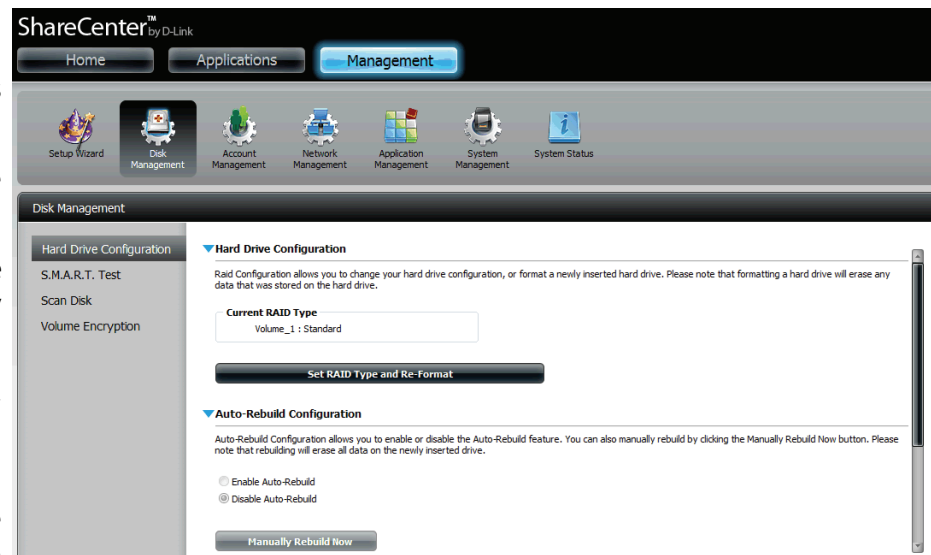 ShareCenter™ by D-Link
Home Applications Management
Setup Wizard
Disk Management
Account Management
Network Management
Application Management
System Management
System Status
Disk Management
Hard Drive Configuration
S.M.A.R.T. Test
Scan Disk
Volume Encryption
Hard Drive Configuration
Raid Configuration allows you to change your hard drive configuration, or format a newly inserted hard drive. Please note that formatting a hard drive will erase any
data that was stored on the hard drive.
Current RAID Type
Volume_1 : Standard
Set RAID Type and Re-Format
Auto-Rebuild Configuration
Auto-Rebuild Configuration allows you to enable or disable the Auto-Rebuild feature. You can also manually rebuild by clicking the Manually Rebuild Now button. Please
note that rebuilding will erase all data on the newly inserted drive.
Enable Auto-Rebuild
Disable Auto-Rebuild
Manually Rebuild Now